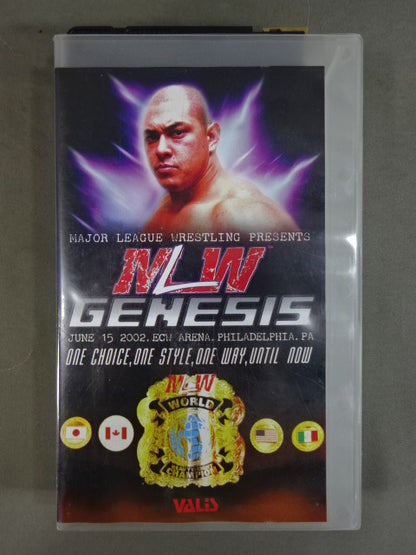 MAJOR LEAGUE WRESTLING PRESENTS
MLW
GENESIS
JUNE 15 2002. ECW ARENA. PHILADELPHIA. PA
ONE CHOICE, ONE STYLE, ONE WAY, UNTIL NOW
MLW
WORLD
CHAMPION
VALIS